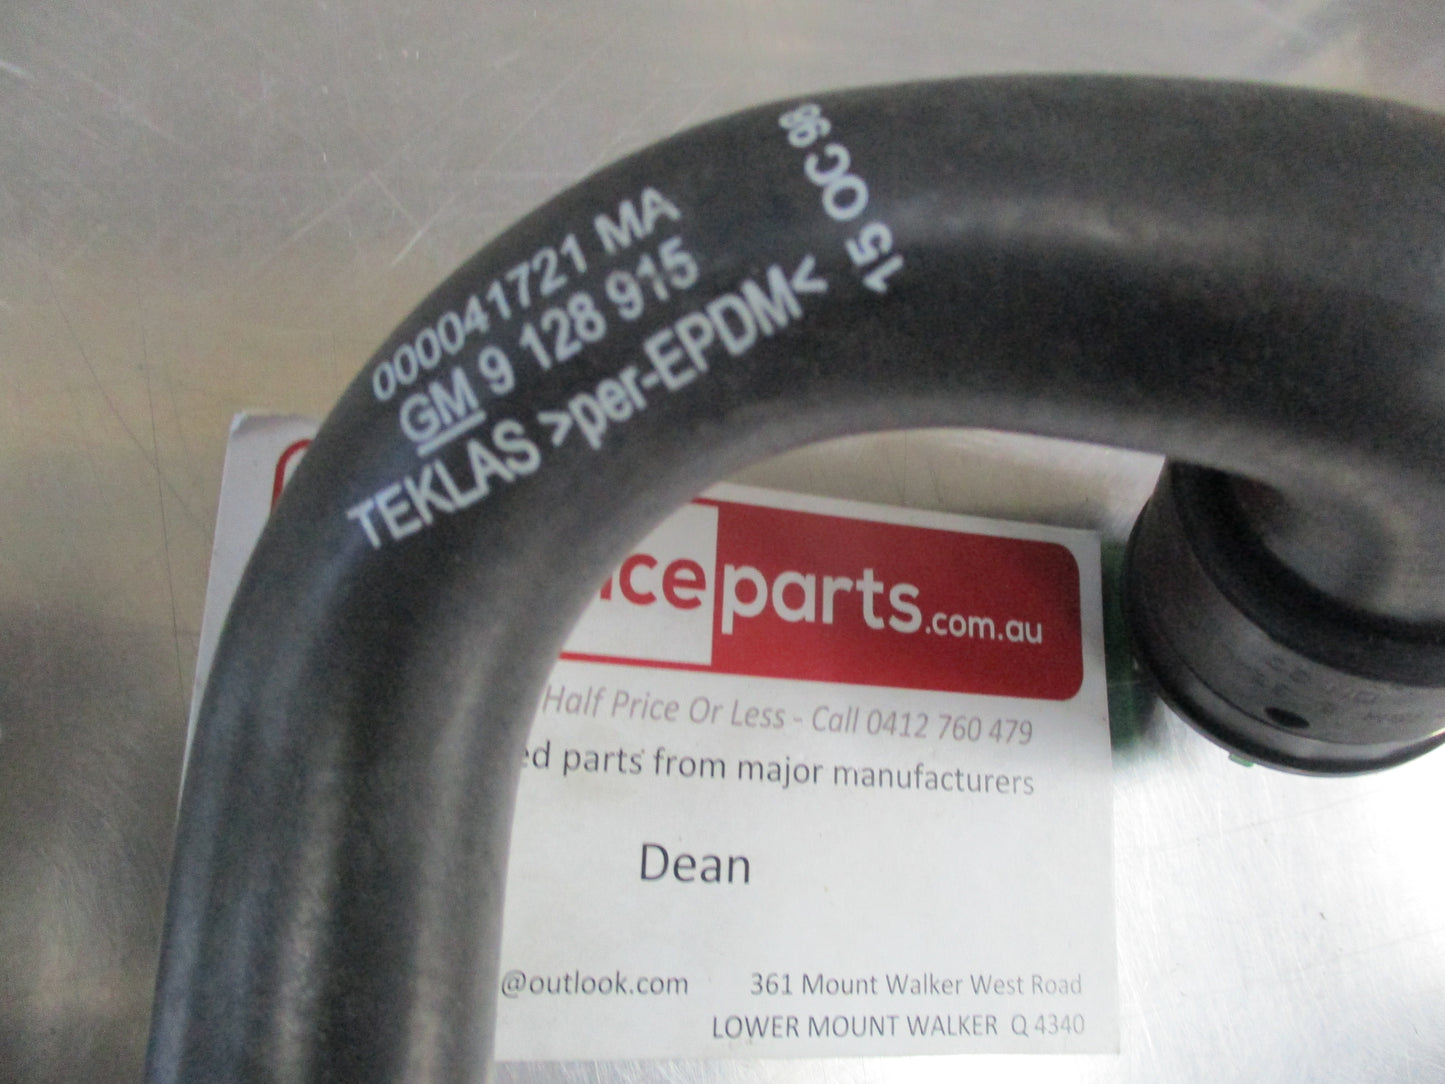 000041721 MA
GM 9 128 915
TEKLAS >per-EPDM<
15 OC 98
ice parts.com.au
Half Price Or Less - Call 0412 760 479
ed parts from major manufacturers
Dean
@outlook.com
361 Mount Walker West Road
LOWER MOUNT WALKER Q 4340